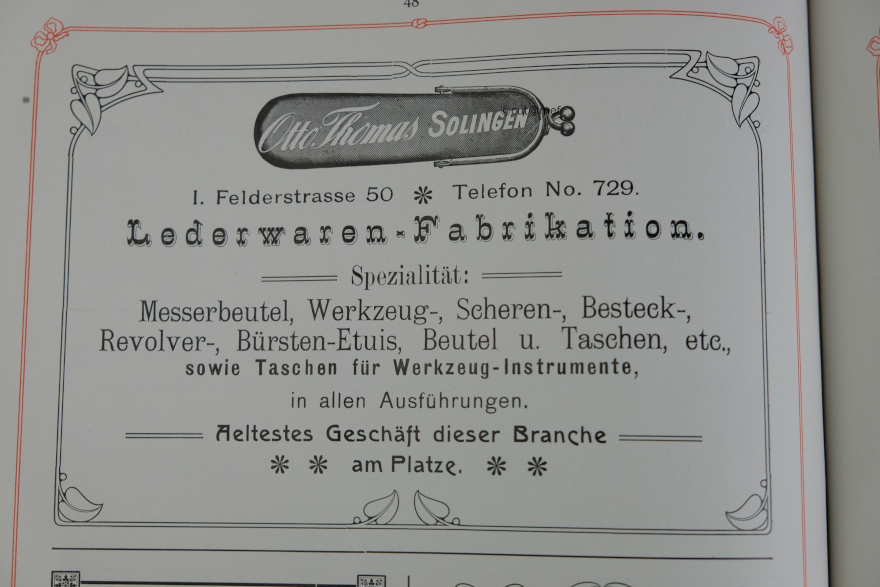 48
Otto Thomas SOLINGEN
I. Felderstrasse 50 ❋ Telefon No. 729.
Lederwaren-Fabrikation.
Spezialität:
Messerbeutel, Werkzeug-, Scheren-, Besteck-,
Revolver-, Bürsten-Etuis, Beutel u. Taschen, etc.,
sowie Taschen für Werkzeug-Instrumente,
in allen Ausführungen.
Aeltestes Geschäft dieser Branche
❋ ❋ am Platze. ❋ ❋